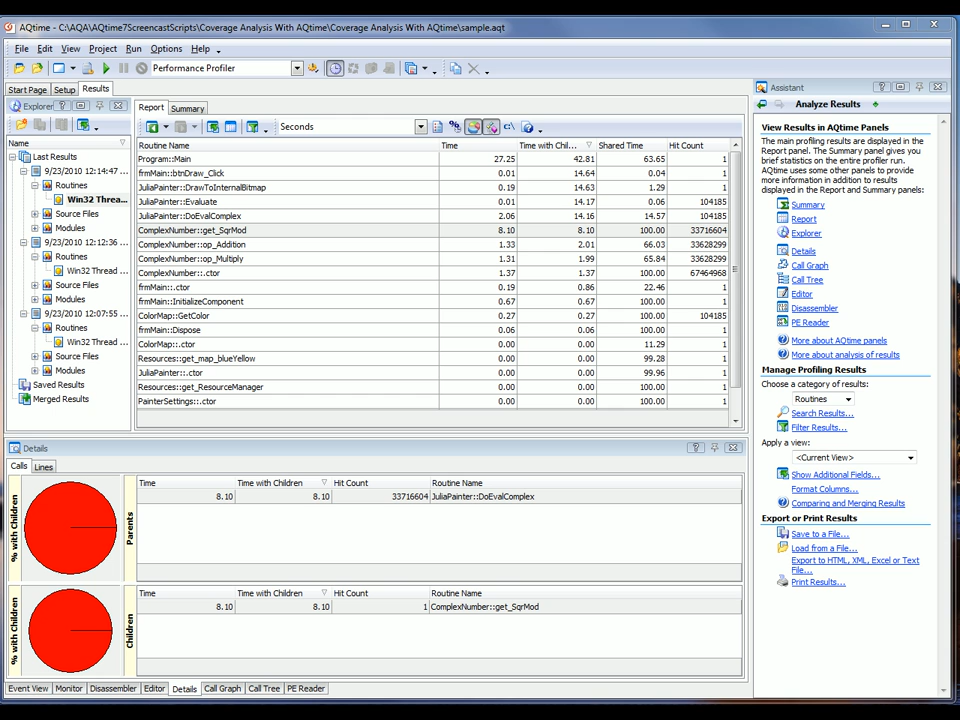 AQtime - C:\AQA\AQtime7ScreencastScripts\Coverage Analysis With AQtime\Coverage Analysis With AQtime\sample.aqt
File Edit View Project Run Options Help
Performance Profiler
Start Page Setup Results
Explorer
Name
Last Results
9/23/2010 12:14:47 ...
Routines
Win32 Threa...
Source Files
Modules
9/23/2010 12:12:36 ...
Routines
Win32 Thread ...
Source Files
Modules
9/23/2010 12:07:55 ...
Routines
Win32 Thread ...
Source Files
Modules
Saved Results
Merged Results
Report Summary
Seconds
Routine Name Time Time with Chil... Shared Time Hit Count
Program::Main 27.25 42.81 63.65 1
frmMain::btnDraw_Click 0.01 14.64 0.04 1
JuliaPainter::DrawToInternalBitmap 0.19 14.63 1.29 1
JuliaPainter::Evaluate 0.01 14.17 0.06 104185
JuliaPainter::DoEvalComplex 2.06 14.16 14.57 104185
ComplexNumber::get_SqrMod 8.10 8.10 100.00 33716604
ComplexNumber::op_Addition 1.33 2.01 66.03 33628299
ComplexNumber::op_Multiply 1.31 1.99 65.84 33628299
ComplexNumber::.ctor 1.37 1.37 100.00 67464968
frmMain::.ctor 0.19 0.86 22.46 1
frmMain::InitializeComponent 0.67 0.67 100.00 1
ColorMap::GetColor 0.27 0.27 100.00 104185
frmMain::Dispose 0.06 0.06 100.00 1
ColorMap::.ctor 0.00 0.00 11.29 1
Resources::get_map_blueYellow 0.00 0.00 99.28 1
JuliaPainter::.ctor 0.00 0.00 99.96 1
Resources::get_ResourceManager 0.00 0.00 100.00 1
PainterSettings::.ctor 0.00 0.00 100.00 1
Details
Calls Lines
% with Children
Parents
Time Time with Children Hit Count Routine Name
8.10 8.10 33716604 JuliaPainter::DoEvalComplex
% with Children
Children
Time Time with Children Hit Count Routine Name
8.10 8.10 1 ComplexNumber::get_SqrMod
Event View Monitor Disassembler Editor Details Call Graph Call Tree PE Reader
Assistant
Analyze Results
View Results in AQtime Panels
The main profiling results are displayed in the
Report panel. The Summary panel gives you
brief statistics on the entire profiler run.
AQtime uses some other panels to provide
more information in addition to results
displayed in the Report and Summary panels:
Summary
Report
Explorer
Details
Call Graph
Call Tree
Editor
Disassembler
PE Reader
More about AQtime panels
More about analysis of results
Manage Profiling Results
Choose a category of results:
Routines
Search Results...
Filter Results...
Apply a view:
<Current View>
Show Additional Fields...
Format Columns...
Comparing and Merging Results
Export or Print Results
Save to a File...
Load from a File...
Export to HTML, XML, Excel or Text
File...
Print Results...